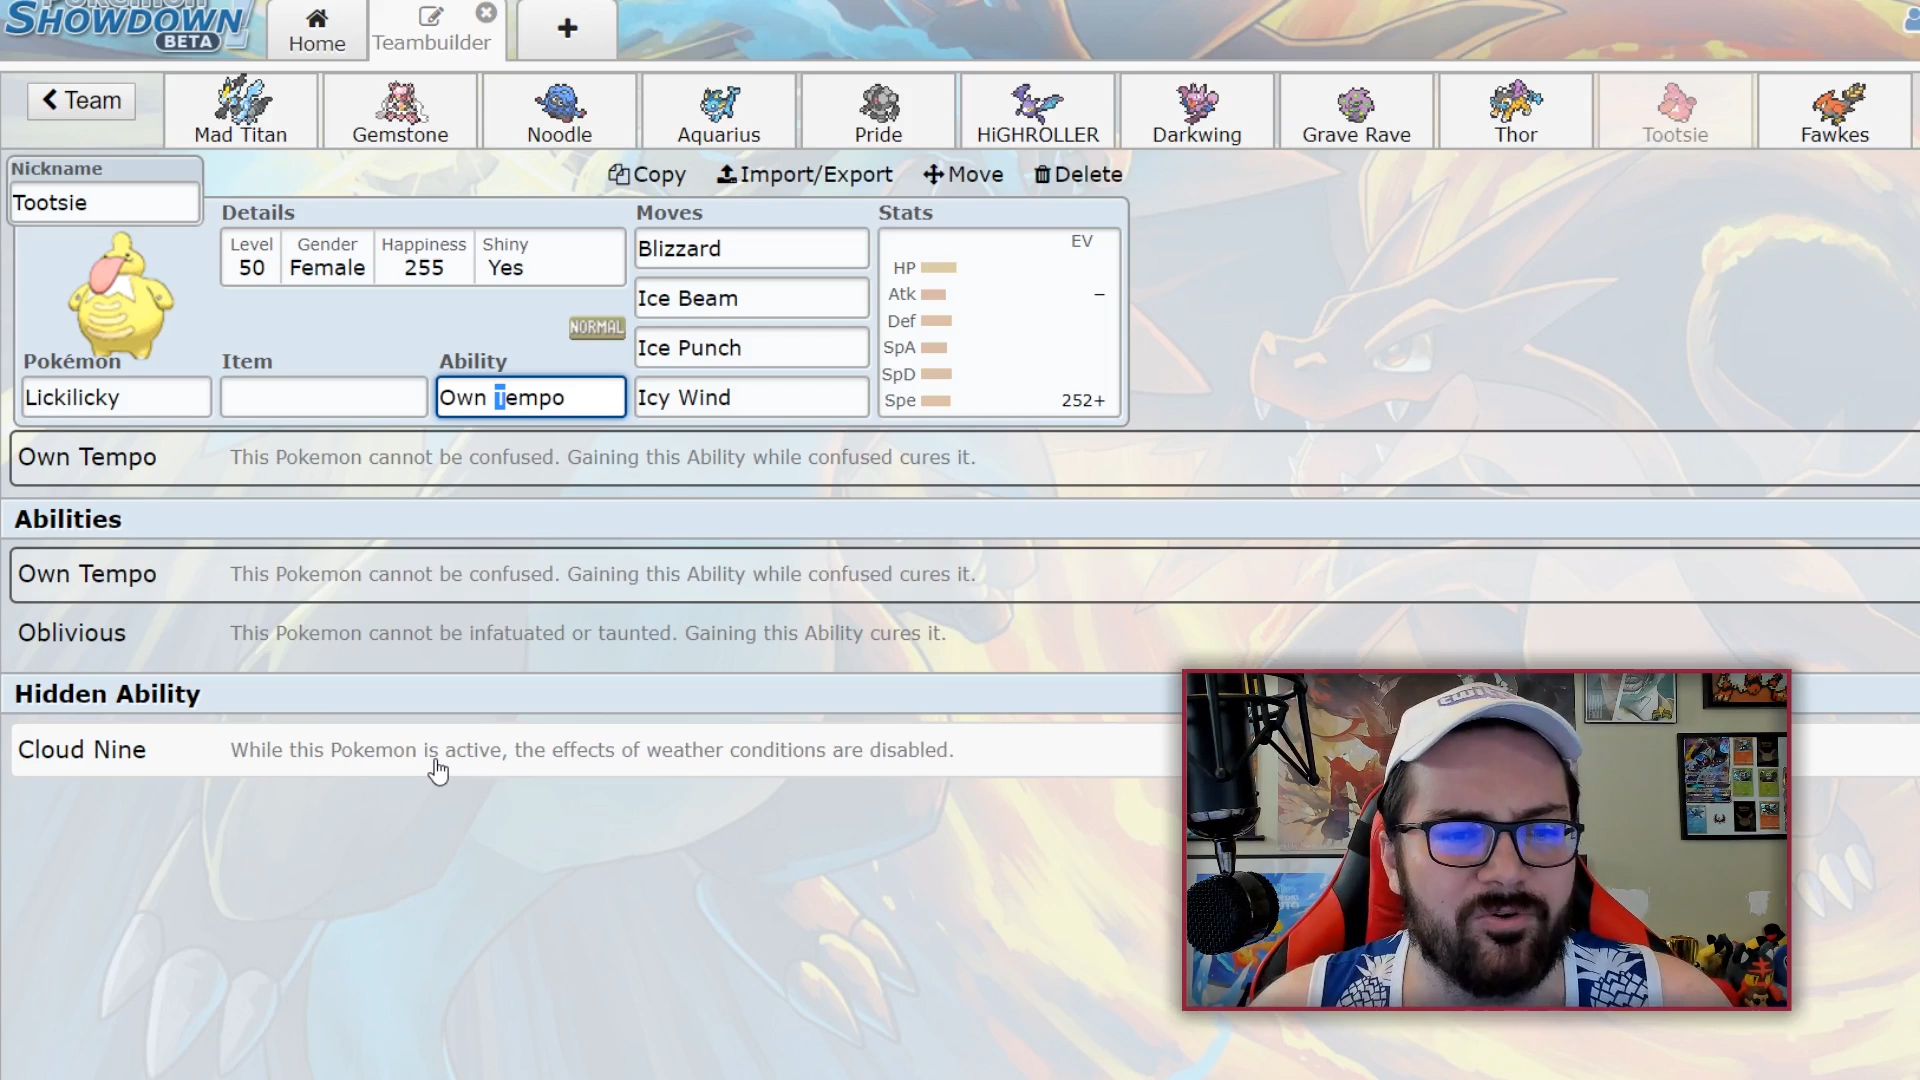 Pokémon
SHOWDOWN
BETA
Home
Teambuilder
Team
Mad Titan
Gemstone
Noodle
Aquarius
Pride
HiGHROLLER
Darkwing
Grave Rave
Thor
Tootsie
Fawkes
Nickname
Tootsie
Copy
Import/Export
Move
Delete
Details
Level
50
Gender
Female
Happiness
255
Shiny
Yes
NORMAL
Pokémon
Lickilicky
Item
Ability
Own Tempo
Moves
Blizzard
Ice Beam
Ice Punch
Icy Wind
Stats
EV
HP
Atk –
Def
SpA
SpD
Spe 252+
Own Tempo This Pokemon cannot be confused. Gaining this Ability while confused cures it.
Abilities
Own Tempo This Pokemon cannot be confused. Gaining this Ability while confused cures it.
Oblivious This Pokemon cannot be infatuated or taunted. Gaining this Ability cures it.
Hidden Ability
Cloud Nine While this Pokemon is active, the effects of weather conditions are disabled.